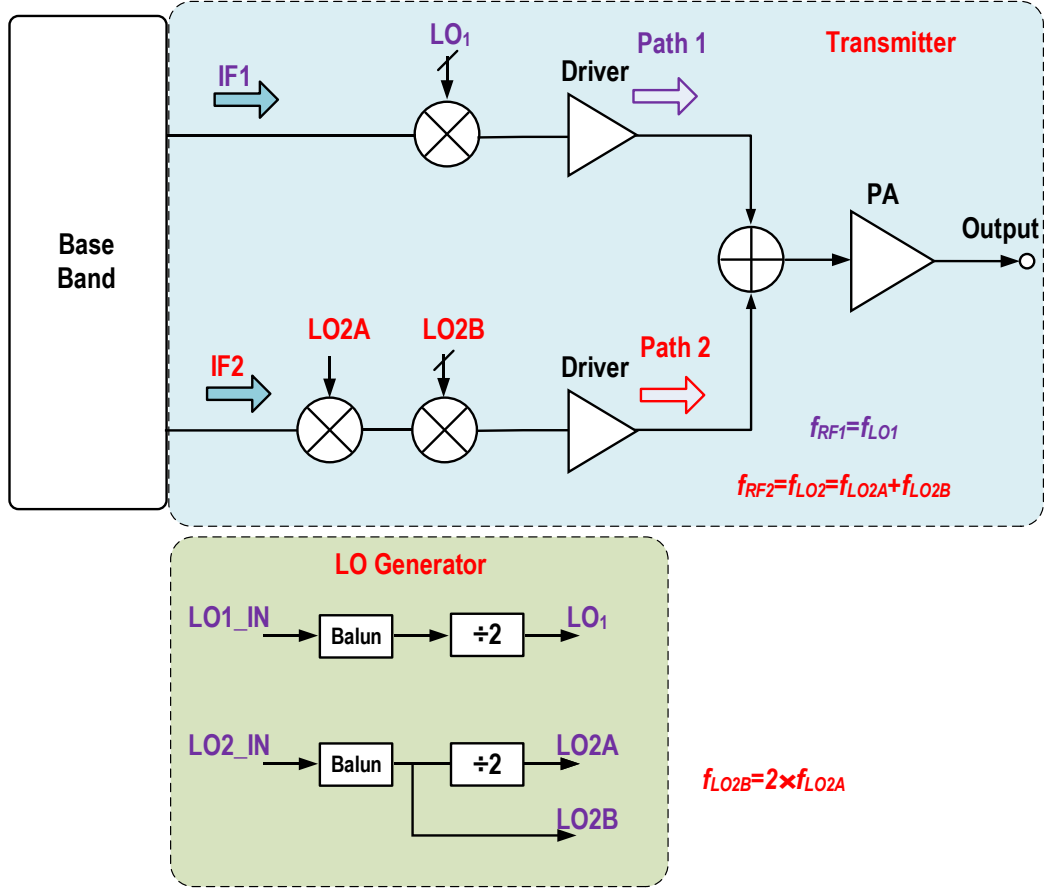 Base
Band
Transmitter
IF1
LO₁
Driver
Path 1
PA
Output
IF2
LO2A
LO2B
Driver
Path 2
fRF1=fLO1
fRF2=fLO2=fLO2A+fLO2B
LO Generator
LO1_IN
Balun
÷2
LO₁
LO2_IN
Balun
÷2
LO2A
LO2B
fLO2B=2×fLO2A